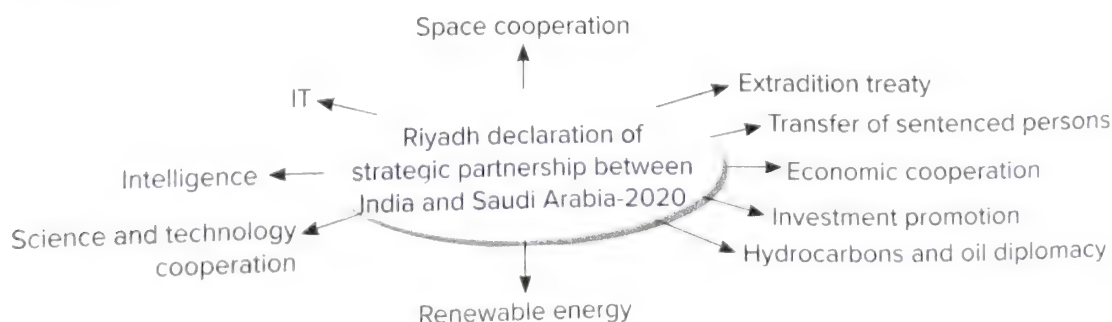 Space cooperation
IT
Extradition treaty
Riyadh declaration of
strategic partnership between
India and Saudi Arabia-2020
Transfer of sentenced persons
Intelligence
Economic cooperation
Science and technology
cooperation
Investment promotion
Hydrocarbons and oil diplomacy
Renewable energy